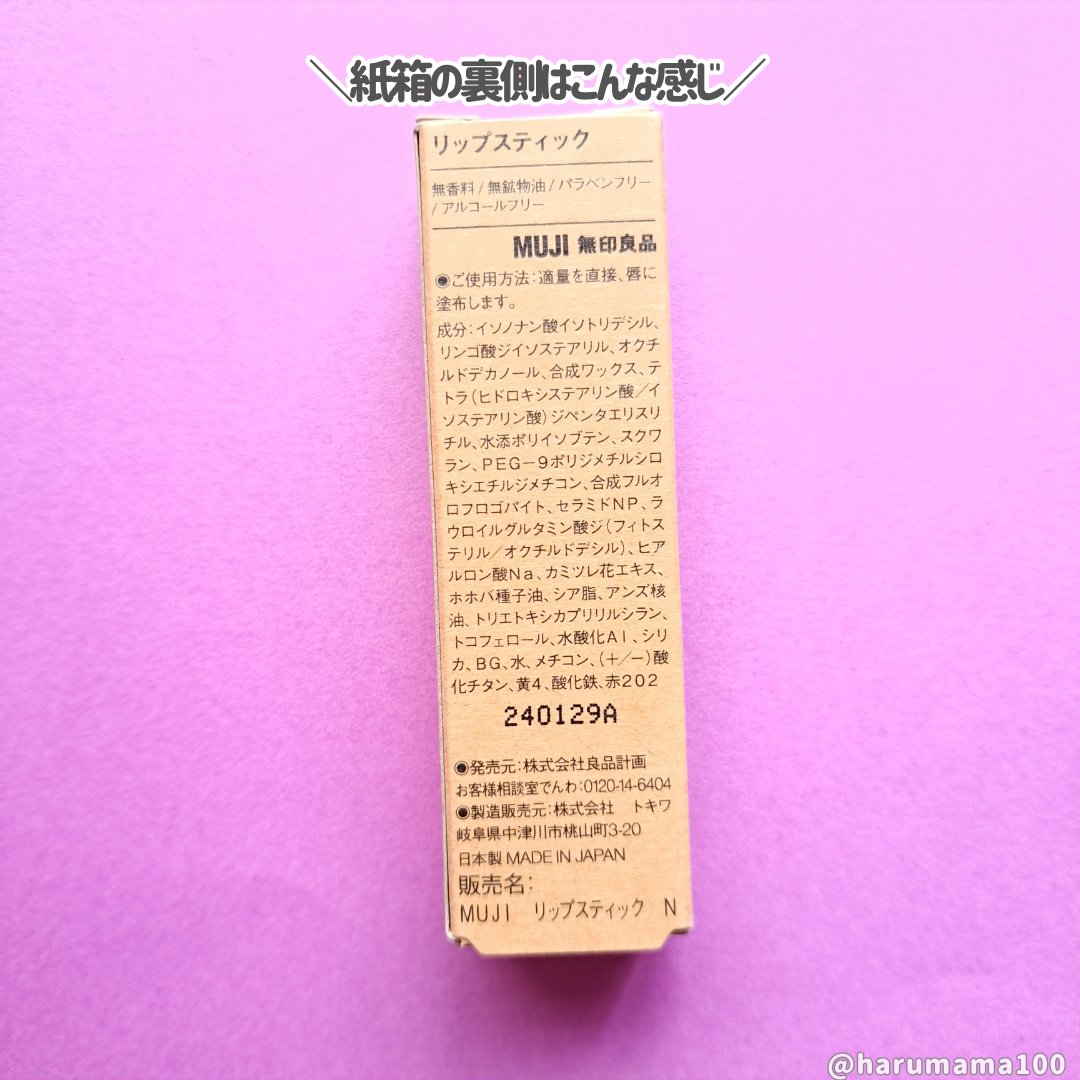 ＼紙箱の裏側はこんな感じ／
リップスティック
無香料/無鉱物油/パラベンフリー
/アルコールフリー
MUJI 無印良品
◉ご使用方法:適量を直接、唇に
塗布します。
成分:イソノナン酸イソトリデシル、
リンゴ酸ジイソステアリル、オクチ
ルドデカノール、合成ワックス、テ
トラ(ヒドロキシステアリン酸/イ
ソステアリン酸)ジペンタエリスリ
チル、水添ポリイソブテン、スクワ
ラン、PEG-9ポリジメチルシロ
キシエチルジメチコン、合成フルオ
ロフロゴパイト、セラミドNP、ラ
ウロイルグルタミン酸ジ(フィトス
テリル/オクチルドデシル)、ヒア
ルロン酸Na、カミツレ花エキス、
ホホバ種子油、シア脂、アンズ核
油、トリエトキシカプリリルシラン、
トコフェロール、水酸化Al、シリ
カ、BG、水、メチコン、(+/-)酸
化チタン、黄4、酸化鉄、赤202
240129A
◉発売元:株式会社良品計画
お客様相談室でんわ:0120-14-6404
◉製造販売元:株式会社 トキワ
岐阜県中津川市桃山町3-20
日本製 MADE IN JAPAN
販売名:
MUJI リップスティック N
@harumama100